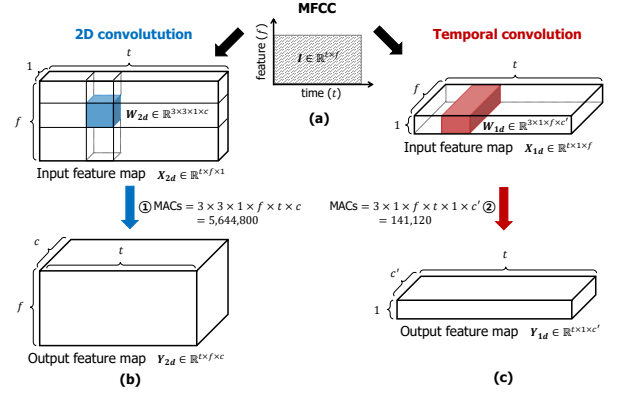 2D convolutution
MFCC
Temporal convolution
feature (f)
I ∈ ℝ^{t×f}
time (t)
(a)
1
t
f
W_{2d} ∈ ℝ^{3×3×1×c}
Input feature map X_{2d} ∈ ℝ^{t×f×1}
t
f
1
W_{1d} ∈ ℝ^{3×1×f×c′}
Input feature map X_{1d} ∈ ℝ^{t×1×f}
① MACs = 3 × 3 × 1 × f × t × c
= 5,644,800
MACs = 3 × 1 × f × t × 1 × c′ ②
= 141,120
c
t
f
Output feature map Y_{2d} ∈ ℝ^{t×f×c}
(b)
t
c′
1
Output feature map Y_{1d} ∈ ℝ^{t×1×c′}
(c)